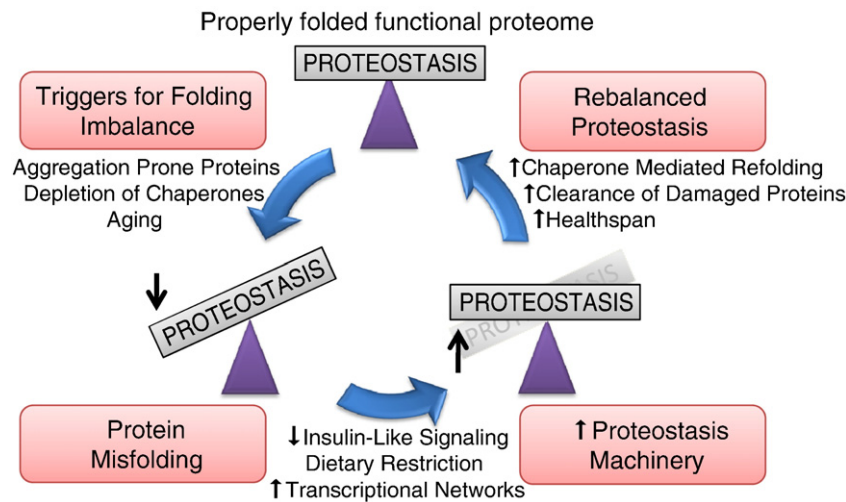 Properly folded functional proteome
PROTEOSTASIS
Triggers for Folding
Imbalance
Aggregation Prone Proteins
Depletion of Chaperones
Aging
Rebalanced
Proteostasis
↑Chaperone Mediated Refolding
↑Clearance of Damaged Proteins
↑Healthspan
PROTEOSTASIS
PROTEOSTASIS
PROTEOSTASIS
Protein
Misfolding
↓Insulin-Like Signaling
Dietary Restriction
↑Transcriptional Networks
↑Proteostasis
Machinery